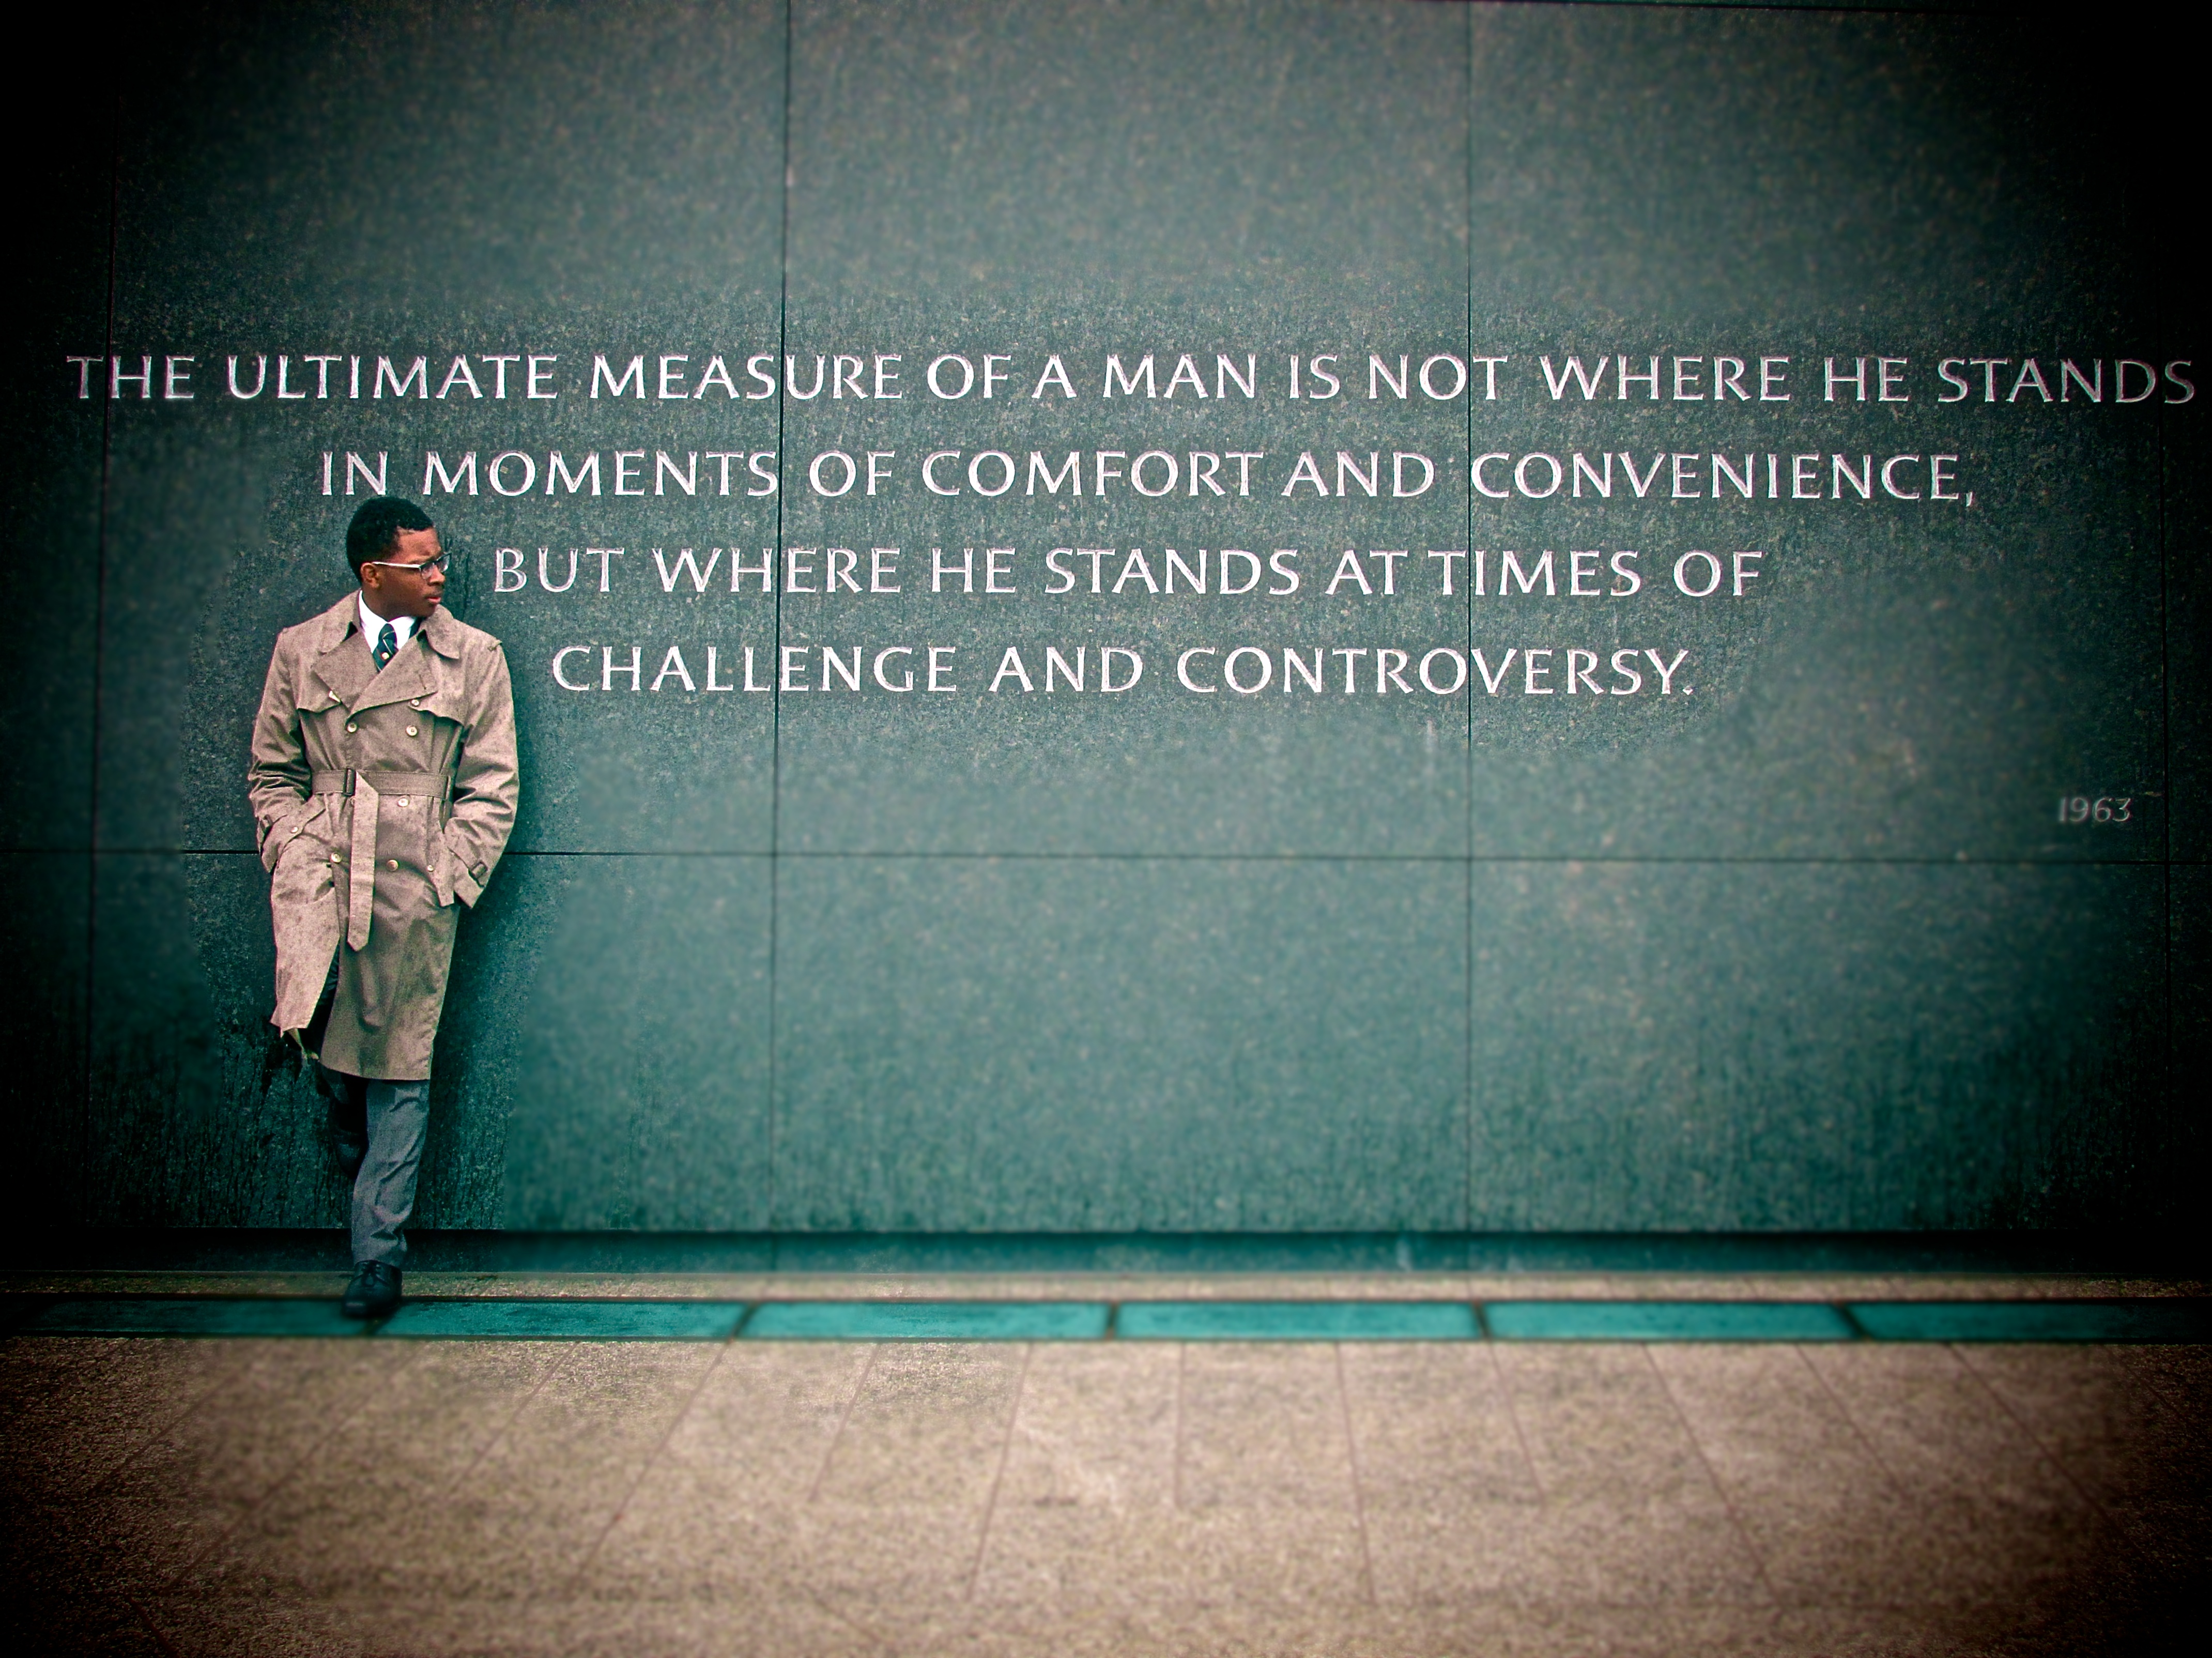 THE ULTIMATE MEASURE OF A MAN IS NOT WHERE HE STANDS
IN MOMENTS OF COMFORT AND CONVENIENCE,
BUT WHERE HE STANDS AT TIMES OF
CHALLENGE AND CONTROVERSY.
1963